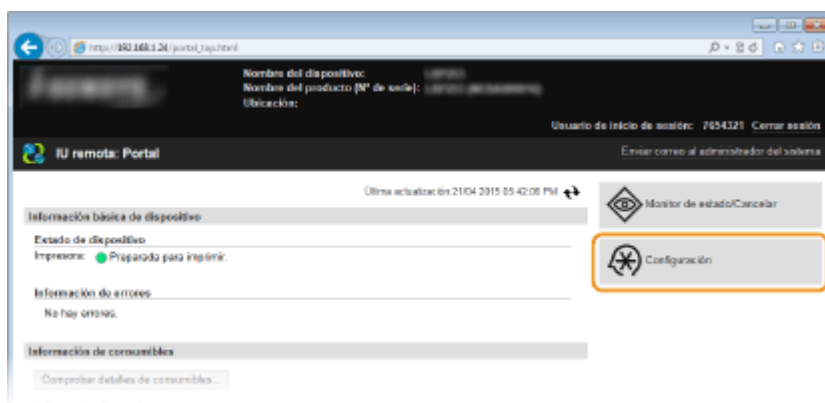 http://192.168.1.24/portal_top.html
Nombre del dispositivo:
Nombre del producto (Nº de serie):
Ubicación:
Usuario de inicio de sesión: 7654321 Cerrar sesión
IU remota: Portal
Enviar correo al administrador del sistema
Última actualización 21/04 2015 05:42:06 PM
Monitor de estado/Cancelar
Información básica de dispositivo
Estado de dispositivo
Impresora: Preparada para imprimir.
Configuración
Información de errores
No hay errores.
Información de consumibles
Comprobar detalles de consumibles...